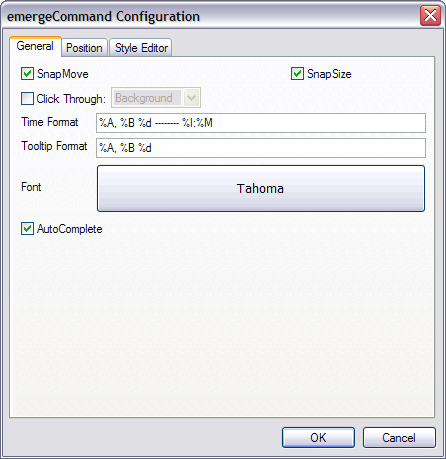 emergeCommand Configuration
General Position Style Editor
SnapMove SnapSize
Click Through: Background
Time Format %A, %B %d -------- %I:%M
Tooltip Format %A, %B %d
Font Tahoma
AutoComplete
OK Cancel